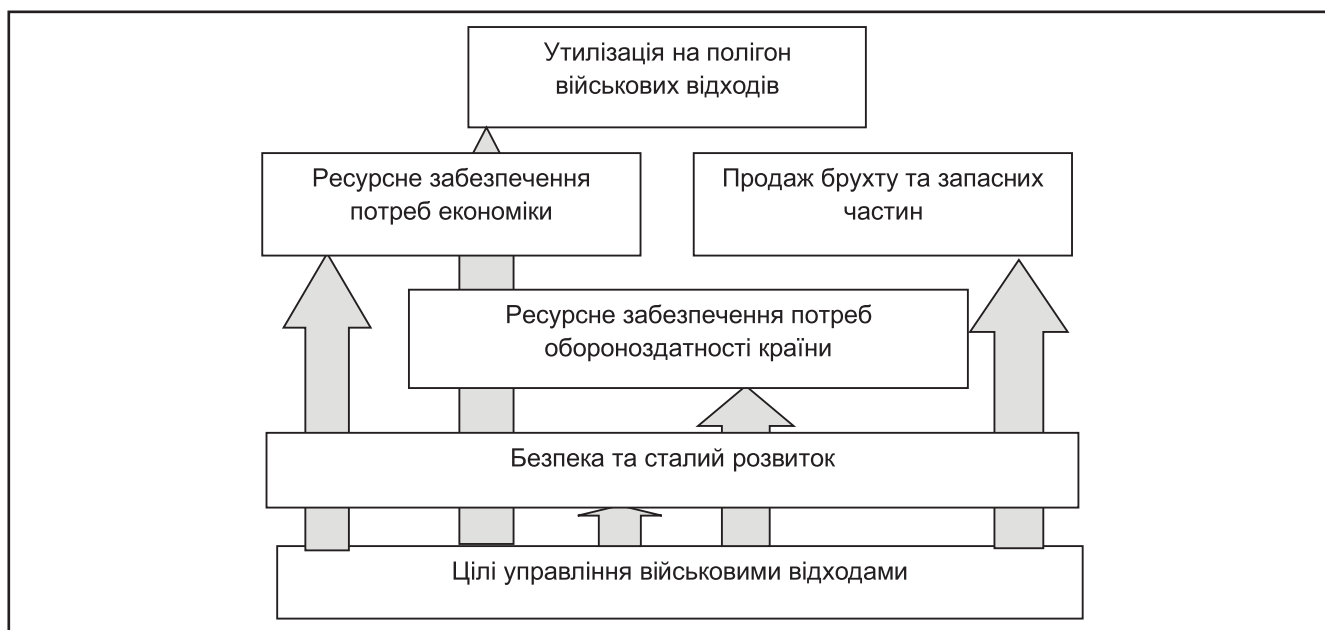 Утилізація на полігон
військових відходів
Ресурсне забезпечення
потреб економіки
Продаж брухту та запасних
частин
Ресурсне забезпечення потреб
обороноздатності країни
Безпека та сталий розвиток
Цілі управління військовими відходами